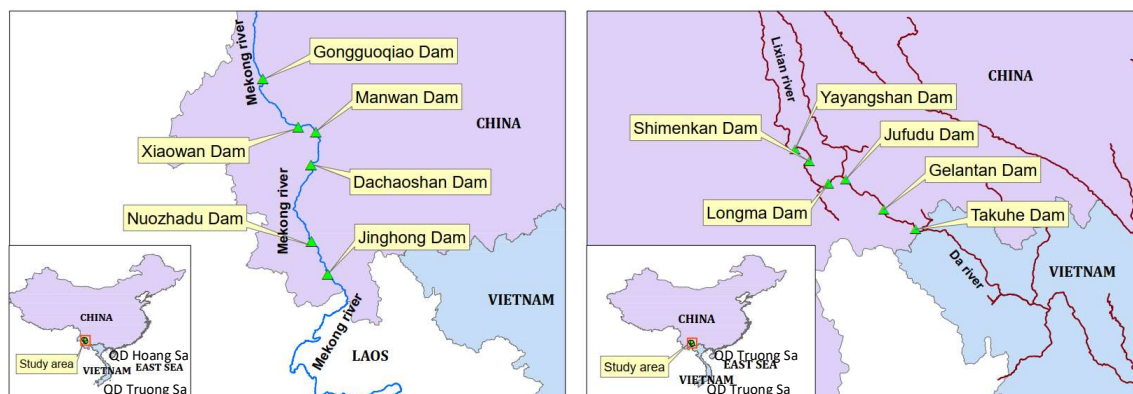 Gongguoqiao Dam
Mekong river
Manwan Dam
CHINA
Xiaowan Dam
Dachaoshan Dam
Mekong river
Nuozhadu Dam
Jinghong Dam
VIETNAM
Mekong river
LAOS
CHINA
Study area
QD Hoang Sa
VIETNAM
EAST SEA
QD Truong Sa
Lixian river
CHINA
Yayangshan Dam
Shimenkan Dam
Jufudu Dam
Gelantan Dam
Longma Dam
Takuhe Dam
Da river
VIETNAM
CHINA
Study area
QD Truong Sa
EAST SEA
VIETNAM
QD Truong Sa